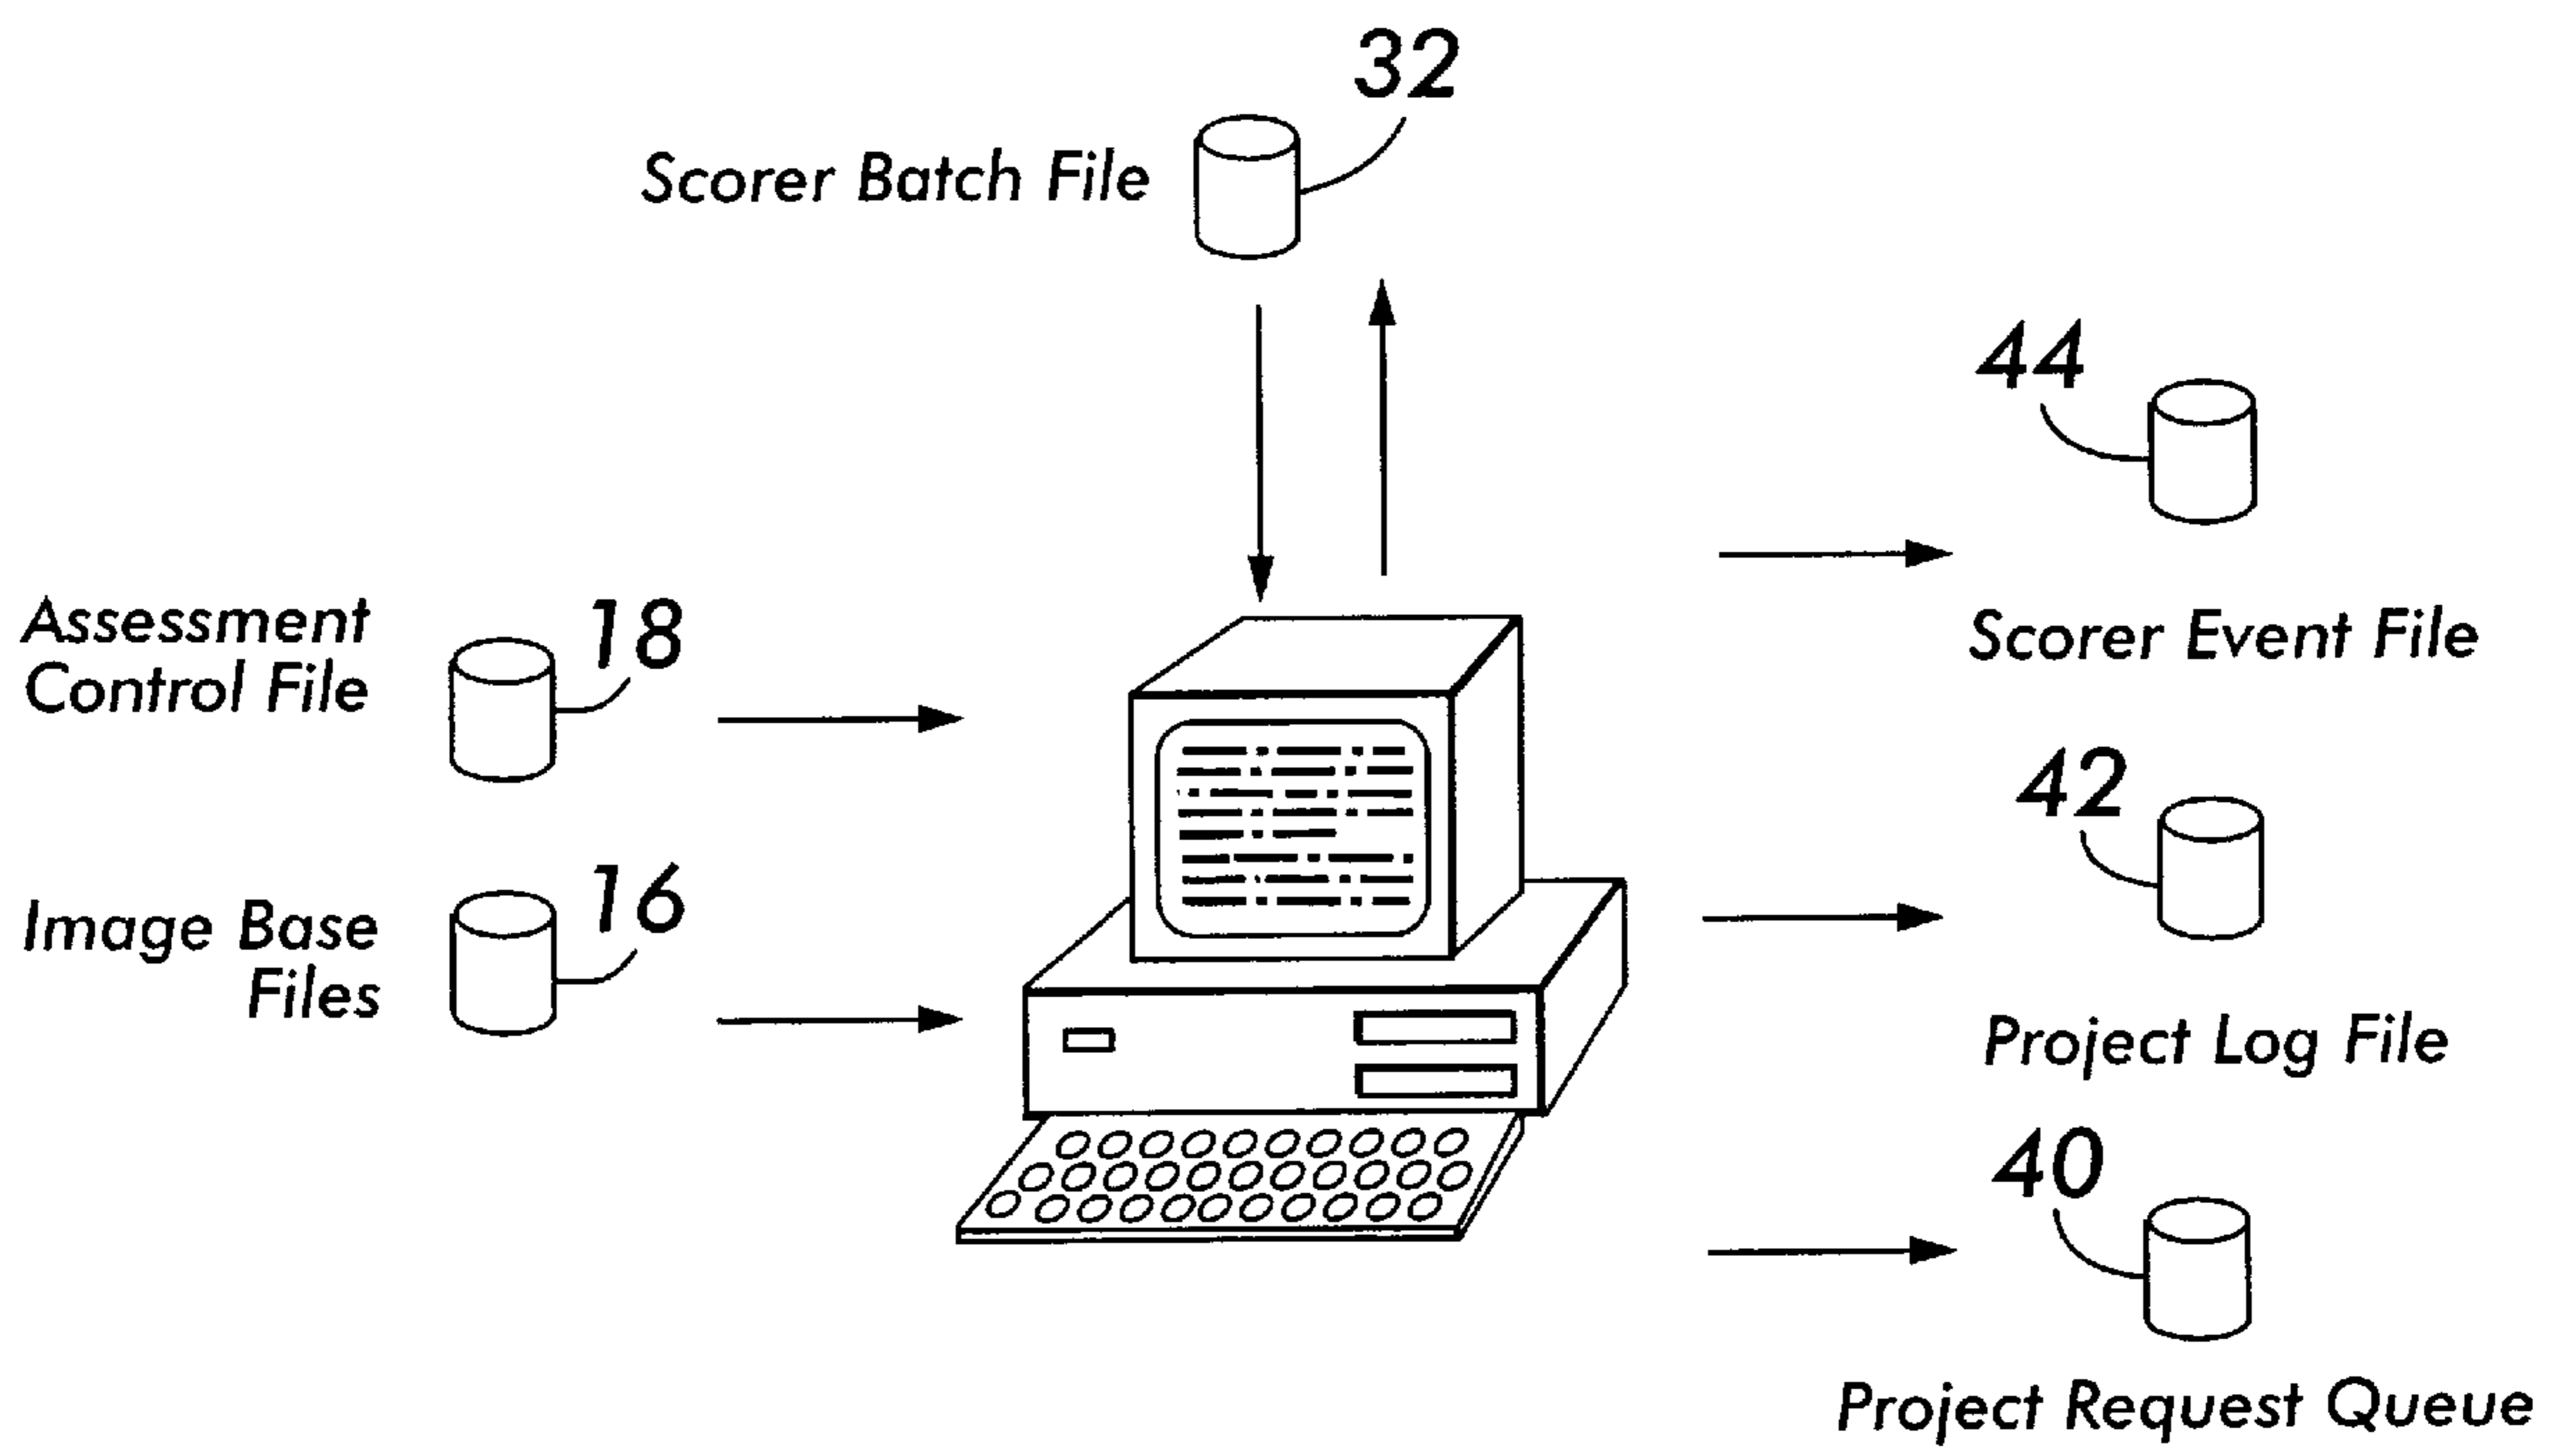 32
Scorer Batch File
44
Scorer Event File
Assessment
Control File
18
Image Base
Files
16
42
Project Log File
40
Project Request Queue